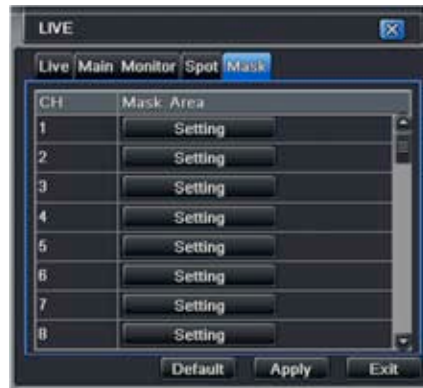 LIVE
Live Main Monitor Spot Mask
CH Mask Area
1 Setting
2 Setting
3 Setting
4 Setting
5 Setting
6 Setting
7 Setting
8 Setting
Default Apply Exit